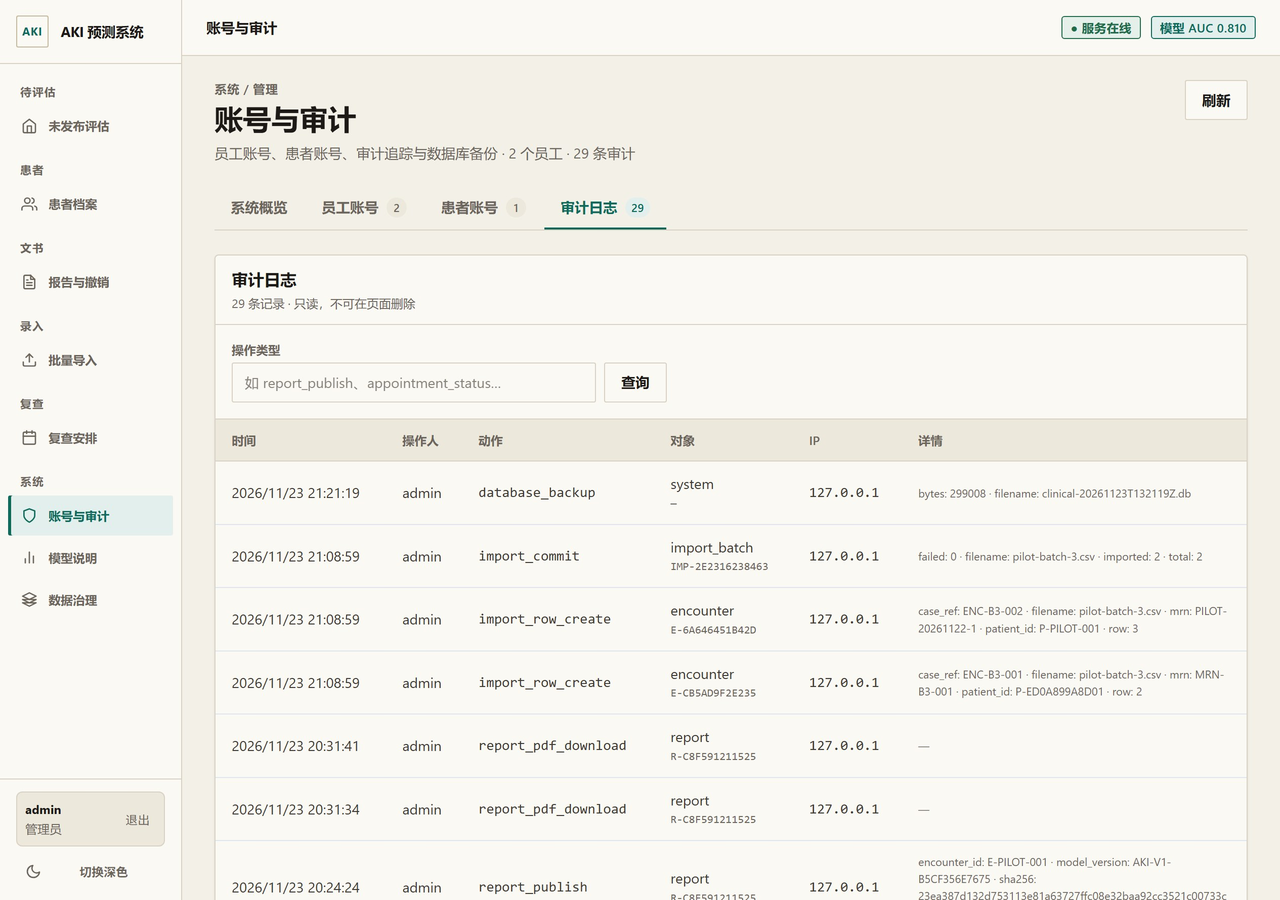 AKI
AKI 预测系统
待评估
未发布评估
患者
患者档案
文书
报告与撤销
录入
批量导入
复查
复查安排
系统
账号与审计
模型说明
数据治理
admin
管理员
退出
切换深色
账号与审计
服务在线
模型 AUC 0.810
系统 / 管理
账号与审计
员工账号、患者账号、审计追踪与数据库备份 · 2 个员工 · 29 条审计
刷新
系统概览
员工账号 2
患者账号 1
审计日志 29
审计日志
29 条记录 · 只读，不可在页面删除
操作类型
如 report_publish、appointment_status...
查询
时间 操作人 动作 对象 IP 详情
2026/11/23 21:21:19 admin database_backup system 127.0.0.1 bytes: 299008 · filename: clinical-20261123T132119Z.db
–
2026/11/23 21:08:59 admin import_commit import_batch 127.0.0.1 failed: 0 · filename: pilot-batch-3.csv · imported: 2 · total: 2
IMP-2E2316238463
2026/11/23 21:08:59 admin import_row_create encounter 127.0.0.1 case_ref: ENC-B3-002 · filename: pilot-batch-3.csv · mrn: PILOT-
E-6A646451B42D 20261122-1 · patient_id: P-PILOT-001 · row: 3
2026/11/23 21:08:59 admin import_row_create encounter 127.0.0.1 case_ref: ENC-B3-001 · filename: pilot-batch-3.csv · mrn: MRN-
E-CB5AD9F2E235 B3-001 · patient_id: P-ED0A899A8D01 · row: 2
2026/11/23 20:31:41 admin report_pdf_download report 127.0.0.1 —
R-C8F591211525
2026/11/23 20:31:34 admin report_pdf_download report 127.0.0.1 —
R-C8F591211525
2026/11/23 20:24:24 admin report_publish report 127.0.0.1 encounter_id: E-PILOT-001 · model_version: AKI-V1-
R-C8F591211525 B5CF356E7675 · sha256:
23ea387d132d753113e81a63727ffc08e32baa92cc3521c00733c